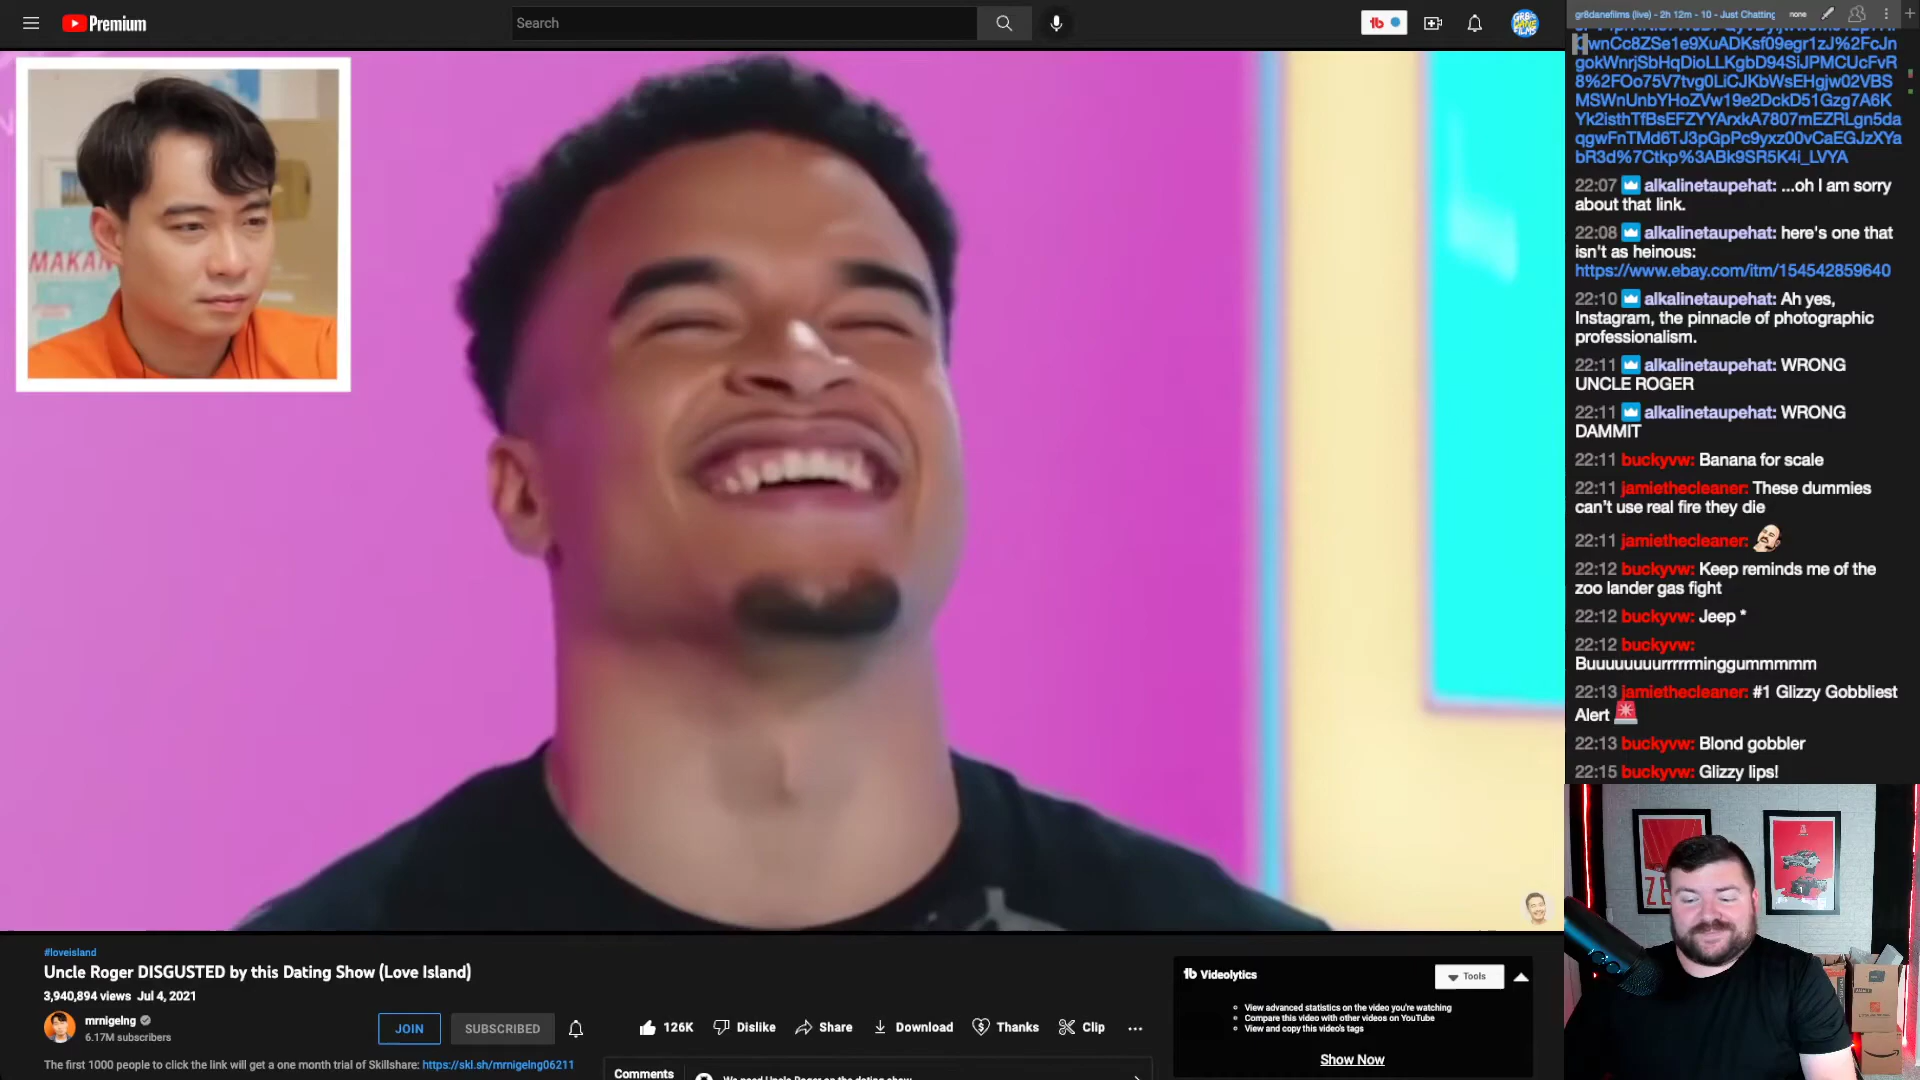 Premium
Search
MAKAN
#loveisland
Uncle Roger DISGUSTED by this Dating Show (Love Island)
3,940,894 views Jul 4, 2021
mrnigelng
6.17M subscribers
JOIN
SUBSCRIBED
126K
Dislike
Share
Download
Thanks
Clip
The first 1000 people to click the link will get a one month trial of Skillshare: https://skl.sh/mrnigelng06211
Comments
Videolytics
Tools
View advanced statistics on the video you're watching
Compare this video with other videos on YouTube
View and copy this video's tags
Show Now
gr8danefilms (live) - 2h 12m - 10 - Just Chatting
none
QwnCc8ZSe1e9XuADKsf09egr1zJ%2FcJn
gokWnrjSbHqDioLLKgbD94SiJPMCUcFvR
8%2FOo75V7tvg0LiCJKbWsEHgjw02VBS
MSWnUnbYHoZVw19e2DckD51Gzg7A6K
Yk2isthTfBsEFZYYArxkA7807mEZRLgn5da
qgwFnTMd6TJ3pGpPc9yxz00vCaEGJzXYa
bR3d%7Ctkp%3ABk9SR5K4i_LVYA
22:07 alkalinetaupehat: ...oh I am sorry
about that link.
22:08 alkalinetaupehat: here's one that
isn't as heinous:
https://www.ebay.com/itm/154542859640
22:10 alkalinetaupehat: Ah yes,
Instagram, the pinnacle of photographic
professionalism.
22:11 alkalinetaupehat: WRONG
UNCLE ROGER
22:11 alkalinetaupehat: WRONG
DAMMIT
22:11 buckyvw: Banana for scale
22:11 jamiethecleaner: These dummies
can't use real fire they die
22:11 jamiethecleaner:
22:12 buckyvw: Keep reminds me of the
zoo lander gas fight
22:12 buckyvw: Jeep *
22:12 buckyvw:
Buuuuuuuurrrrrminggummmmm
22:13 jamiethecleaner: #1 Glizzy Gobbliest
Alert
22:13 buckyvw: Blond gobbler
22:15 buckyvw: Glizzy lips!